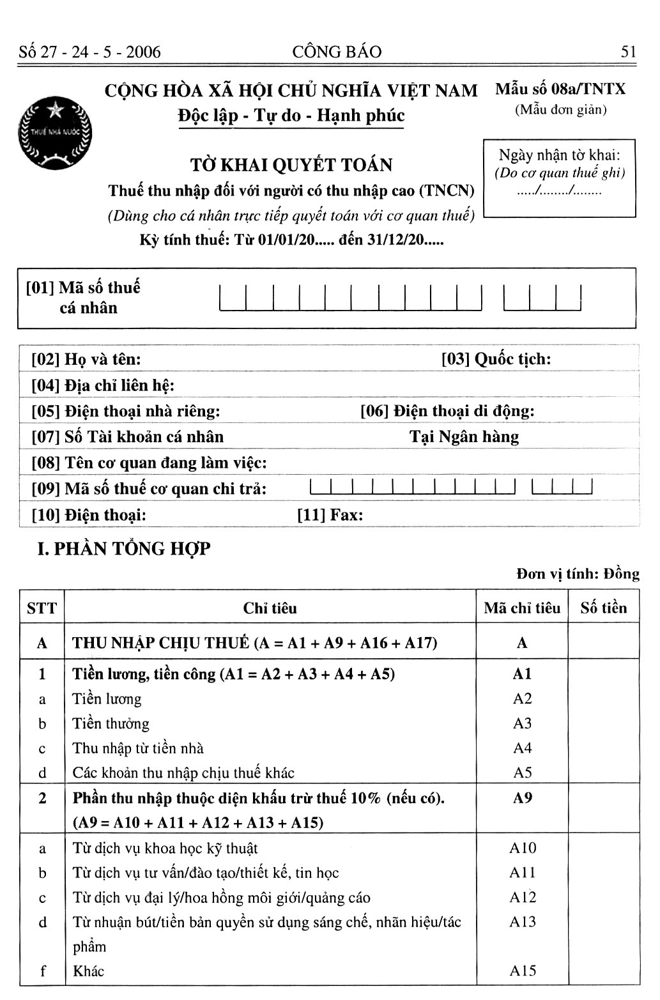 Số 27 - 24 - 5 - 2006 CÔNG BÁO 51
CỘNG HÒA XÃ HỘI CHỦ NGHĨA VIỆT NAM
Độc lập - Tự do - Hạnh phúc
Mẫu số 08a/TNTX
(Mẫu đơn giản)
THUẾ NHÀ NƯỚC
TỜ KHAI QUYẾT TOÁN
Thuế thu nhập đối với người có thu nhập cao (TNCN)
(Dùng cho cá nhân trực tiếp quyết toán với cơ quan thuế)
Kỳ tính thuế: Từ 01/01/20..... đến 31/12/20.....
Ngày nhận tờ khai:
(Do cơ quan thuế ghi)
...../......../........
[01] Mã số thuế
cá nhân
[02] Họ và tên: [03] Quốc tịch:
[04] Địa chỉ liên hệ:
[05] Điện thoại nhà riêng: [06] Điện thoại di động:
[07] Số Tài khoản cá nhân Tại Ngân hàng
[08] Tên cơ quan đang làm việc:
[09] Mã số thuế cơ quan chi trả:
[10] Điện thoại: [11] Fax:
I. PHẦN TỔNG HỢP
Đơn vị tính: Đồng
STT Chỉ tiêu Mã chỉ tiêu Số tiền
A THU NHẬP CHỊU THUẾ (A = A1 + A9 + A16 + A17) A
1 Tiền lương, tiền công (A1 = A2 + A3 + A4 + A5) A1
a Tiền lương A2
b Tiền thưởng A3
c Thu nhập từ tiền nhà A4
d Các khoản thu nhập chịu thuế khác A5
2 Phần thu nhập thuộc diện khấu trừ thuế 10% (nếu có). A9
(A9 = A10 + A11 + A12 + A13 + A15)
a Từ dịch vụ khoa học kỹ thuật A10
b Từ dịch vụ tư vấn/đào tạo/thiết kế, tin học A11
c Từ dịch vụ đại lý/hoa hồng môi giới/quảng cáo A12
d Từ nhuận bút/tiền bản quyền sử dụng sáng chế, nhãn hiệu/tác A13
phẩm
f Khác A15